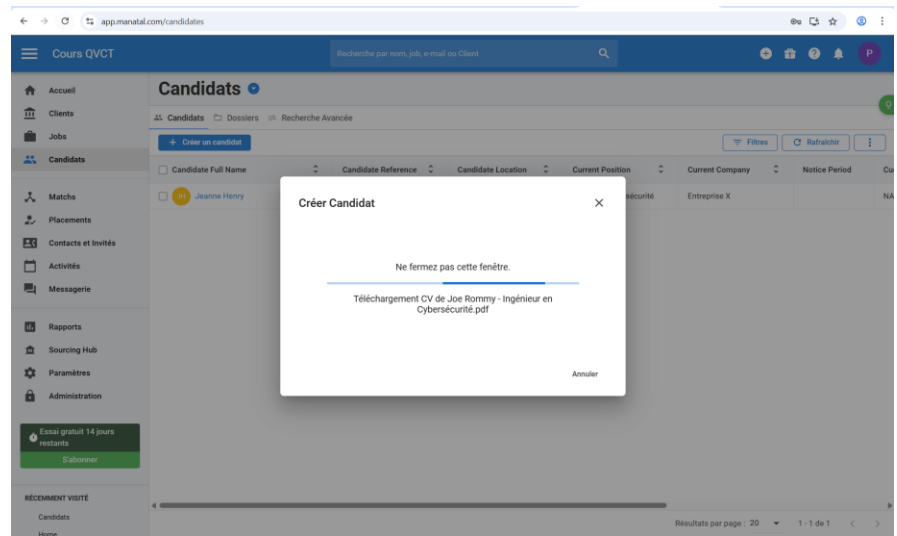 app.manatal.com/candidates
Cours QVCT
Recherche par nom, job, e-mail ou Client
P
Accueil
Clients
Jobs
Candidats
Matchs
Placements
Contacts et Invités
Activités
Messagerie
Rapports
Sourcing Hub
Paramètres
Administration
Essai gratuit 14 jours
restants
S'abonner
RÉCEMMENT VISITÉ
Candidats
Home
Candidats
Candidats Dossiers Recherche Avancée
+ Créer un candidat Filtres Rafraîchir
Candidate Full Name Candidate Reference Candidate Location Current Position Current Company Notice Period Cu
JH Jeanne Henry sécurité Entreprise X NA
Créer Candidat
Ne fermez pas cette fenêtre.
Téléchargement CV de Joe Rommy - Ingénieur en
Cybersécurité.pdf
Annuler
Résultats par page : 20 1 - 1 de 1